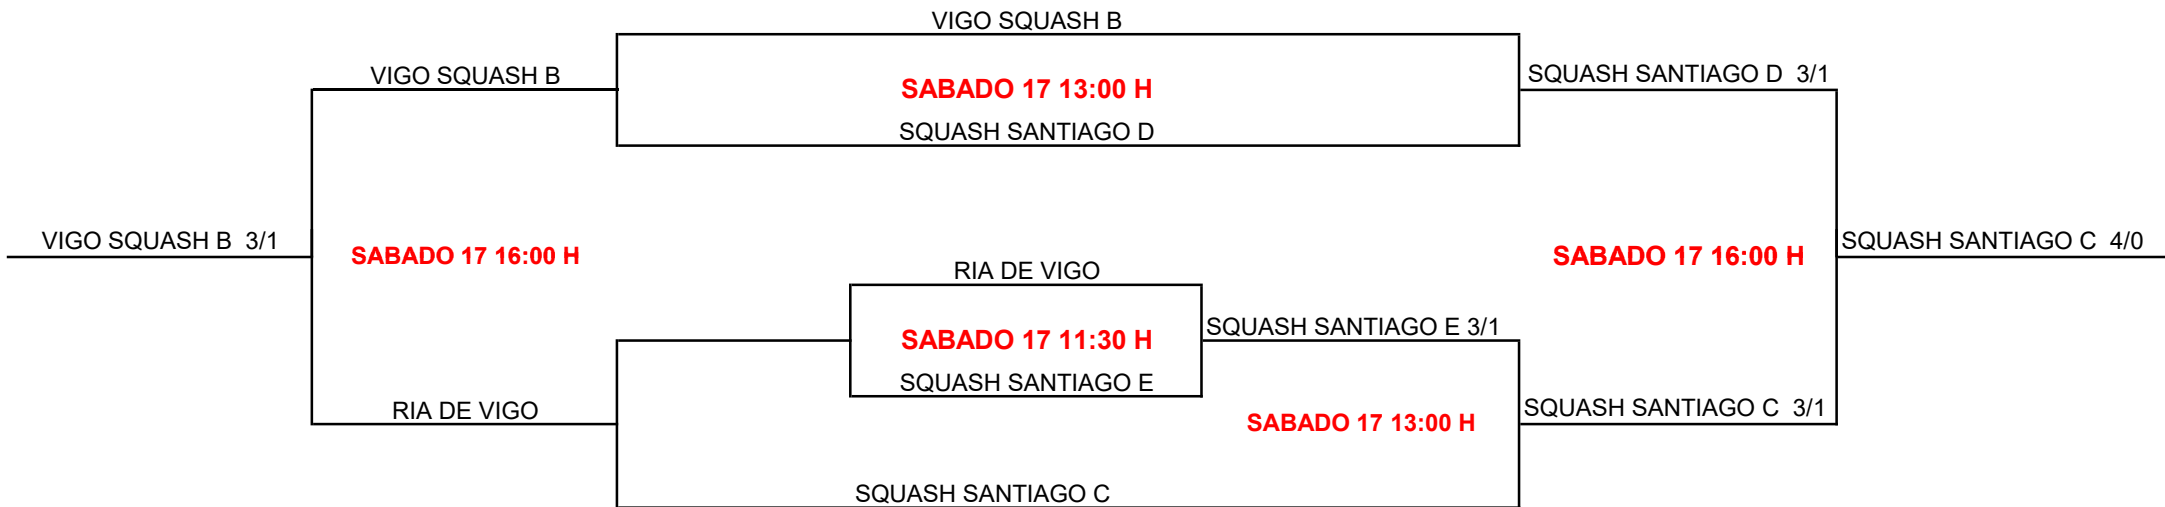 VIGO SQUASH B
VIGO SQUASH B
SABADO 17 13:00 H
SQUASH SANTIAGO D 3/1
SQUASH SANTIAGO D
VIGO SQUASH B 3/1
SABADO 17 16:00 H
SABADO 17 16:00 H
SQUASH SANTIAGO C 4/0
RIA DE VIGO
SABADO 17 11:30 H
SQUASH SANTIAGO E 3/1
SQUASH SANTIAGO E
RIA DE VIGO
SABADO 17 13:00 H
SQUASH SANTIAGO C 3/1
SQUASH SANTIAGO C